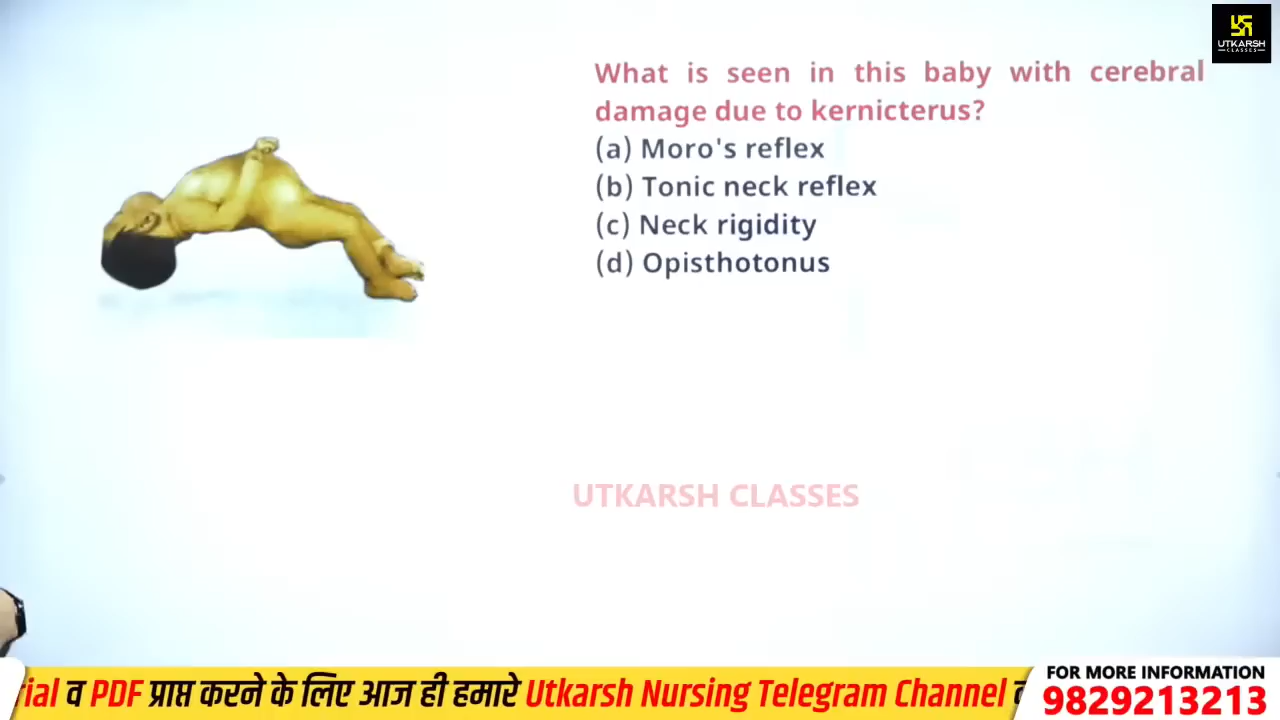 UTKARSH
CLASSES
What is seen in this baby with cerebral
damage due to kernicterus?
(a) Moro's reflex
(b) Tonic neck reflex
(c) Neck rigidity
(d) Opisthotonus
UTKARSH CLASSES
व PDF प्राप्त करने के लिए आज ही हमारे Utkarsh Nursing Telegram Channel
FOR MORE INFORMATION
9829213213